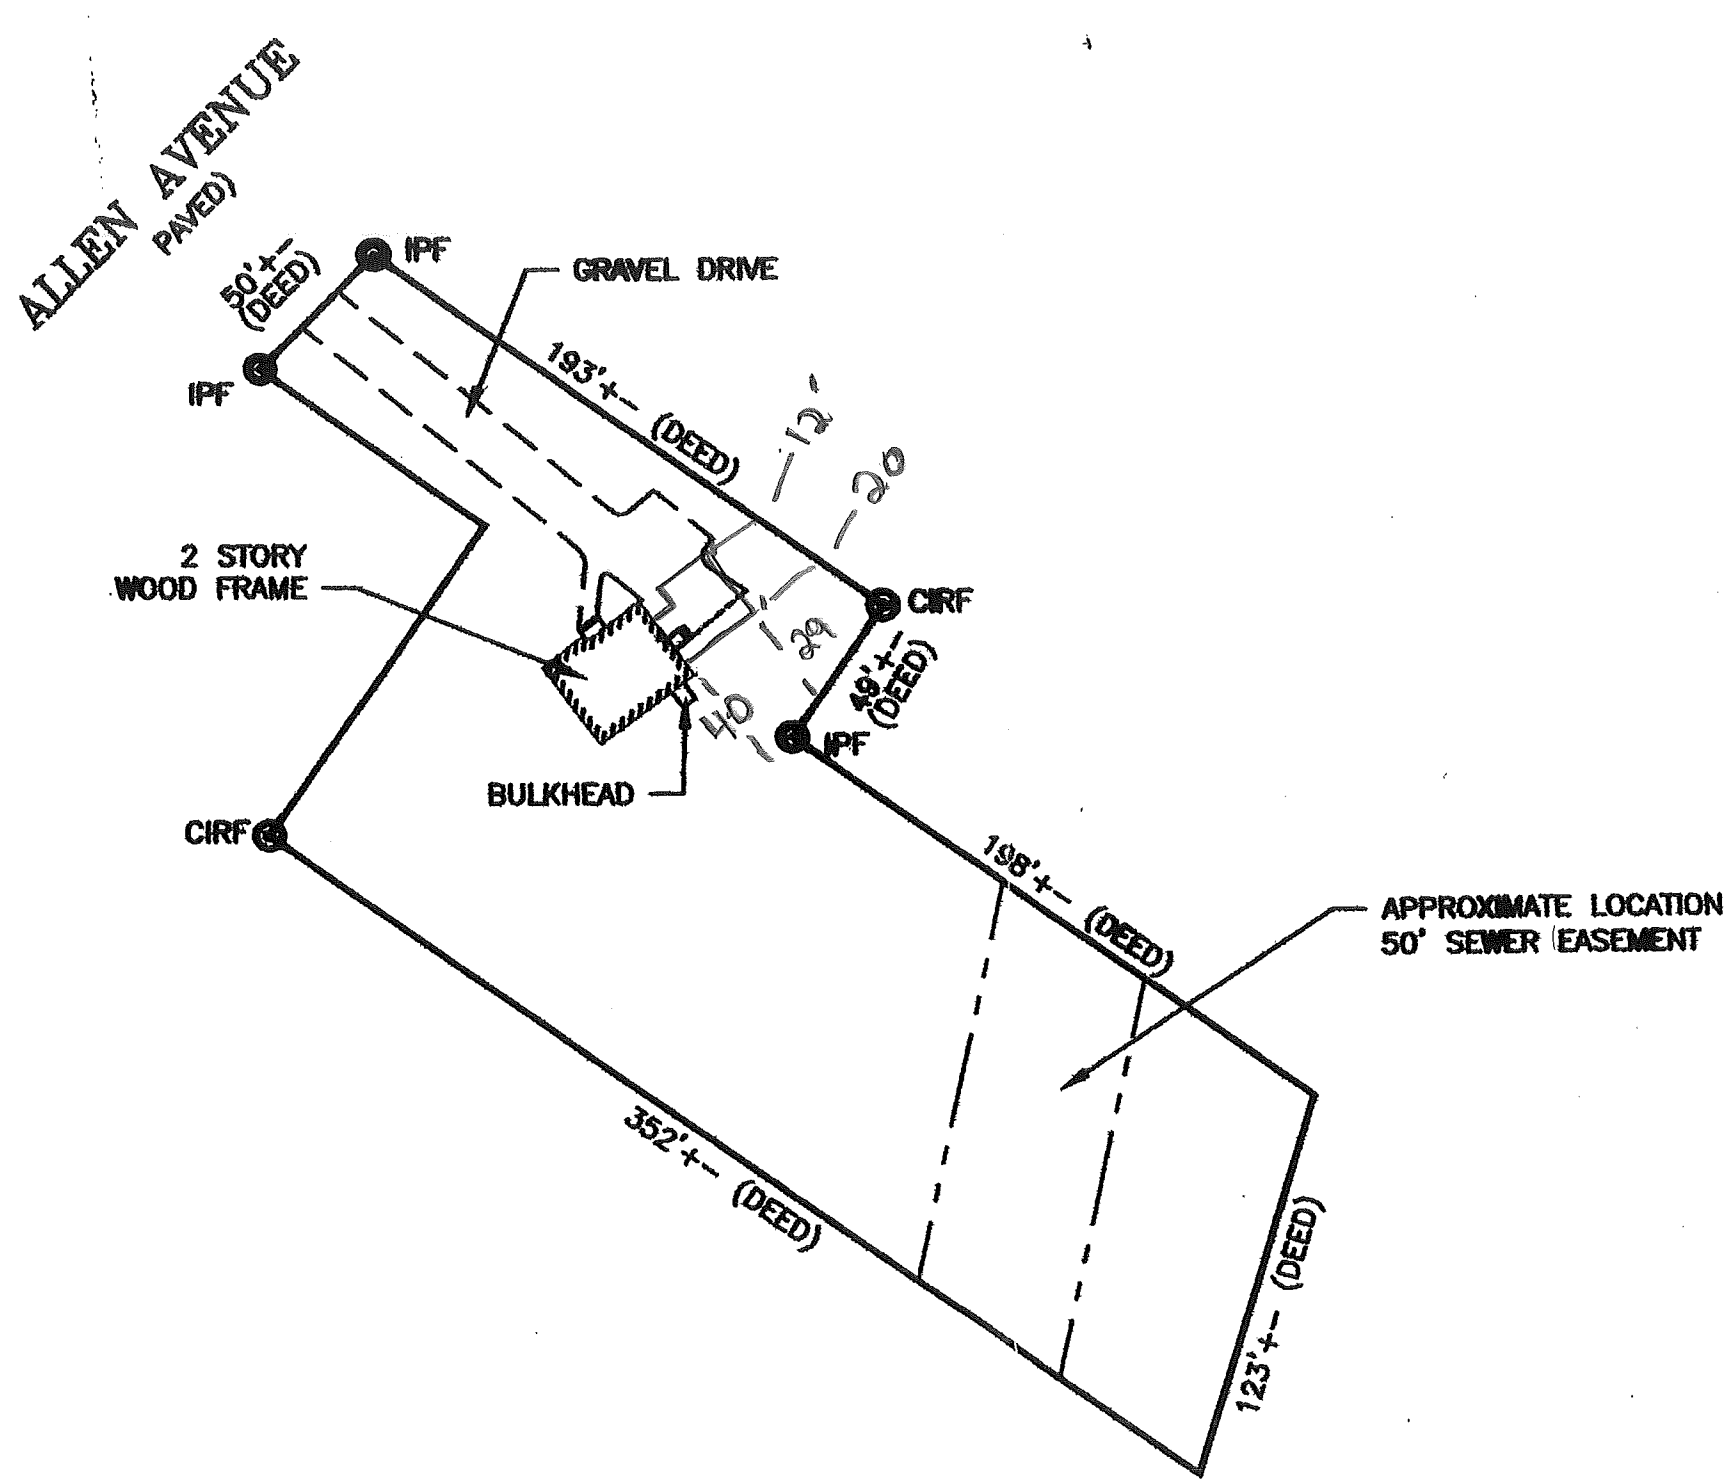 ALLEN AVENUE
PAVED)
50'+-
(DEED)
IPF
GRAVEL DRIVE
IPF
193'+- (DEED)
12'
20
2 STORY
WOOD FRAME
CIRF
29
49'+-
(DEED)
40
IPF
BULKHEAD
CIRF
198'+- (DEED)
APPROXIMATE LOCATION
50' SEWER EASEMENT
352'+- (DEED)
123'+- (DEED)